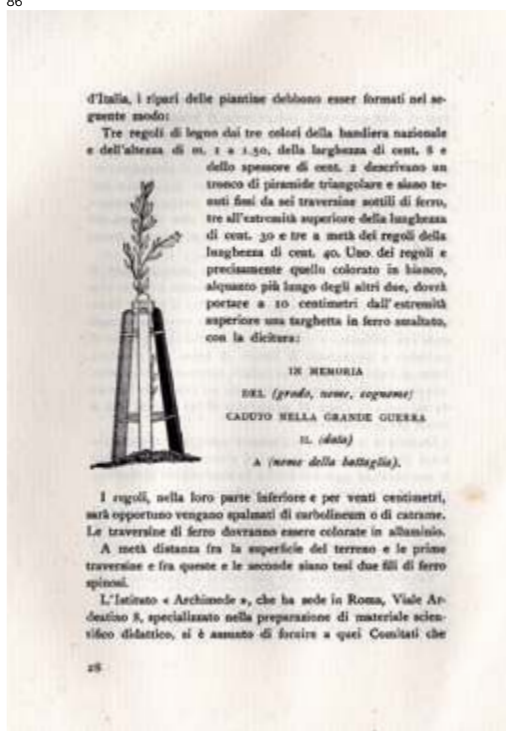 86
d'Italia, i ripari delle piantine debbono esser formati nel se-
guente modo:
Tre regoli di legno dai tre colori della bandiera nazionale
e dell'altezza di m. 1 a 1.50, della larghezza di cent. 8 e
dello spessore di cent. 2 descrivano un
tronco di piramide triangolare e siano te-
nuti fissi da sei traversine sottili di ferro,
tre all'estremità superiore della lunghezza
di cent. 30 e tre a metà dei regoli della
lunghezza di cent. 40. Uno dei regoli e
precisamente quello colorato in bianco,
alquanto più lungo degli altri due, dovrà
portare a 10 centimetri dall'estremità
superiore una targhetta in ferro smaltato,
con la dicitura:
IN MEMORIA
DEL (grado, nome, cognome)
CADUTO NELLA GRANDE GUERRA
IL (data)
A (nome della battaglia).
I regoli, nella loro parte inferiore e per venti centimetri,
sarà opportuno vengano spalmati di carbolineum o di catrame.
Le traversine di ferro dovranno essere colorate in alluminio.
A metà distanza fra la superficie del terreno e le prime
traversine e fra queste e le seconde siano tesi due fili di ferro
spinosi.
L'Istituto « Archimede », che ha sede in Roma, Viale Ar-
deatino 8, specializzato nella preparazione di materiale scien-
tifico didattico, si è assunto di fornire a quei Comitati che
28